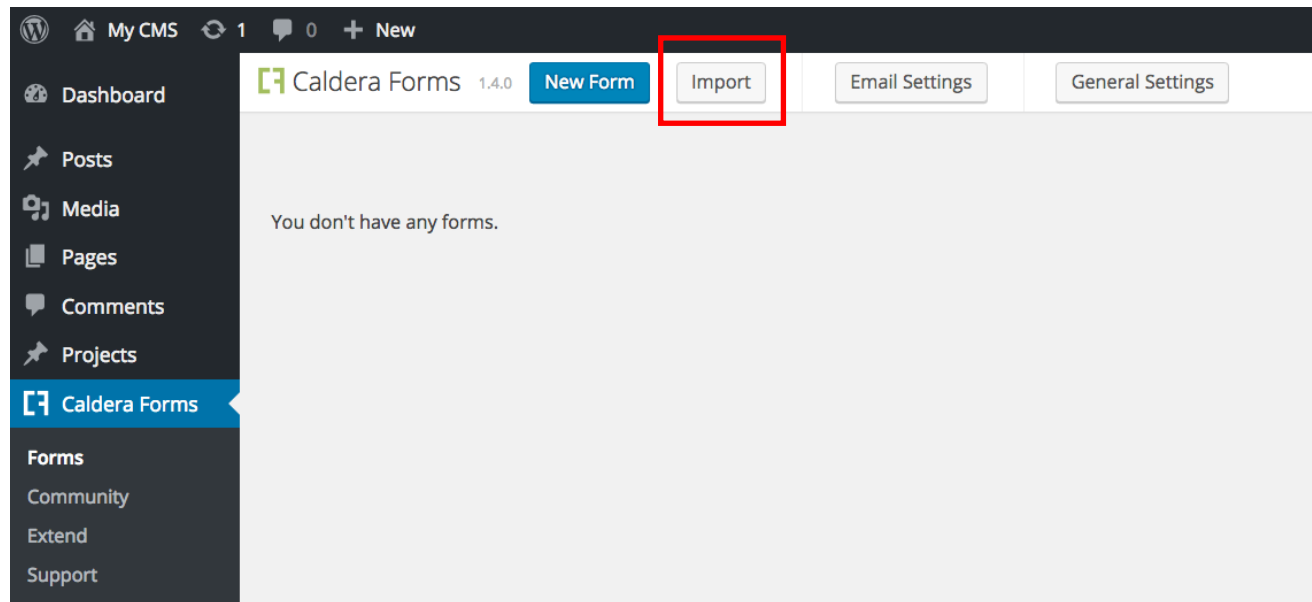 My CMS 1 0 + New
Caldera Forms 1.4.0 New Form Import Email Settings General Settings
Dashboard
Posts
Media
You don't have any forms.
Pages
Comments
Projects
Caldera Forms
Forms
Community
Extend
Support